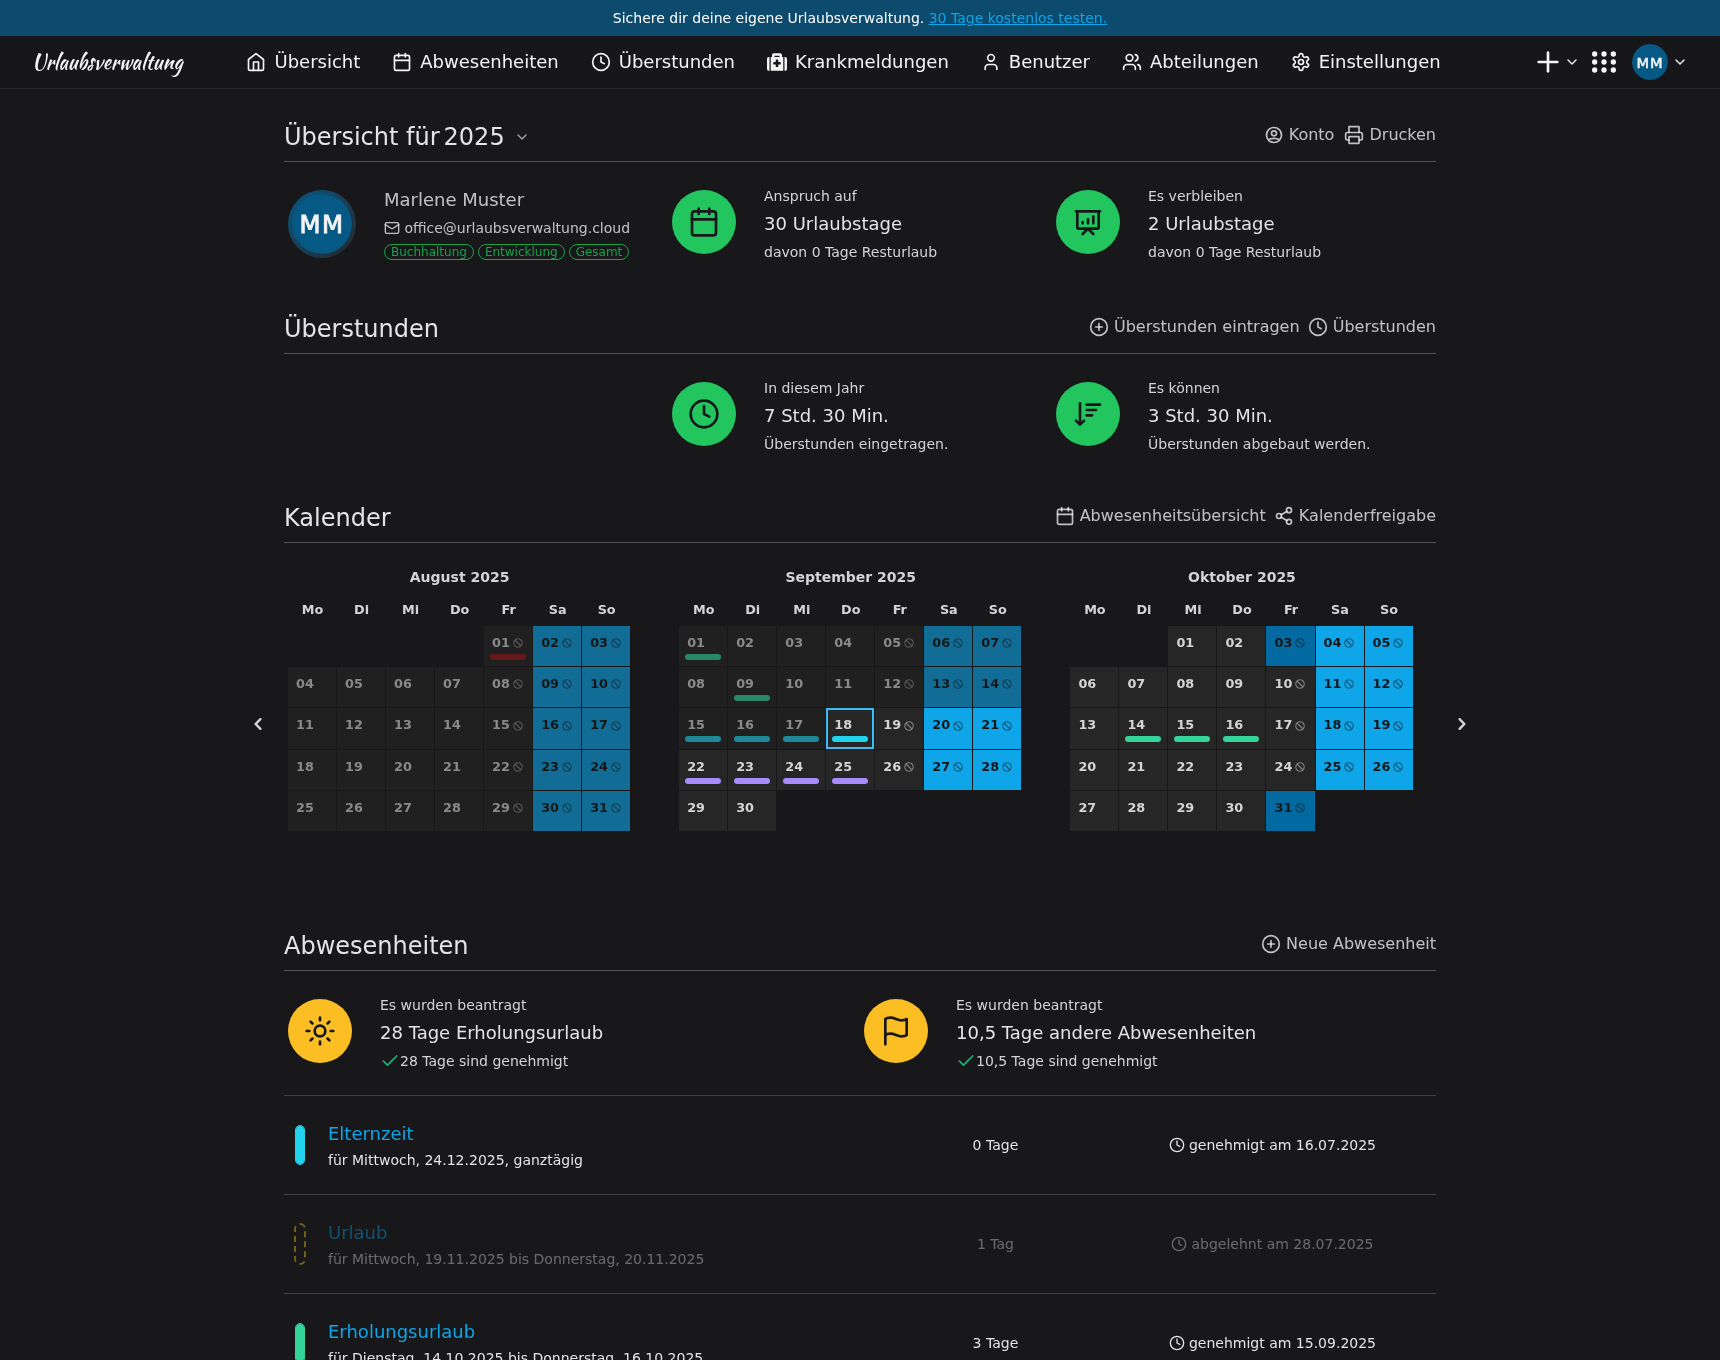 Sichere dir deine eigene Urlaubsverwaltung. 30 Tage kostenlos testen.
Urlaubsverwaltung Übersicht Abwesenheiten Überstunden Krankmeldungen Benutzer Abteilungen Einstellungen MM
Übersicht für 2025 Konto Drucken
MM
Marlene Muster
office@urlaubsverwaltung.cloud
Buchhaltung Entwicklung Gesamt
Anspruch auf
30 Urlaubstage
davon 0 Tage Resturlaub
Es verbleiben
2 Urlaubstage
davon 0 Tage Resturlaub
Überstunden Überstunden eintragen Überstunden
In diesem Jahr
7 Std. 30 Min.
Überstunden eingetragen.
Es können
3 Std. 30 Min.
Überstunden abgebaut werden.
Kalender Abwesenheitsübersicht Kalenderfreigabe
August 2025
Mo Di Mi Do Fr Sa So
01 02 03
04 05 06 07 08 09 10
11 12 13 14 15 16 17
18 19 20 21 22 23 24
25 26 27 28 29 30 31
September 2025
Mo Di Mi Do Fr Sa So
01 02 03 04 05 06 07
08 09 10 11 12 13 14
15 16 17 18 19 20 21
22 23 24 25 26 27 28
29 30
Oktober 2025
Mo Di Mi Do Fr Sa So
01 02 03 04 05
06 07 08 09 10 11 12
13 14 15 16 17 18 19
20 21 22 23 24 25 26
27 28 29 30 31
Abwesenheiten Neue Abwesenheit
Es wurden beantragt
28 Tage Erholungsurlaub
28 Tage sind genehmigt
Es wurden beantragt
10,5 Tage andere Abwesenheiten
10,5 Tage sind genehmigt
Elternzeit
für Mittwoch, 24.12.2025, ganztägig
0 Tage
genehmigt am 16.07.2025
Urlaub
für Mittwoch, 19.11.2025 bis Donnerstag, 20.11.2025
1 Tag
abgelehnt am 28.07.2025
Erholungsurlaub
für Dienstag, 14.10.2025 bis Donnerstag, 16.10.2025
3 Tage
genehmigt am 15.09.2025